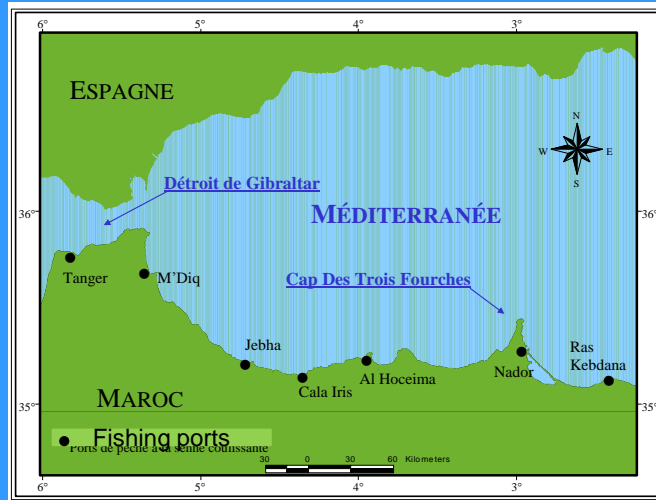 6° 5° 4° 3°
ESPAGNE
N
W E
S
Détroit de Gibraltar
36° 36°
MÉDITERRANÉE
Tanger
M'Diq
Cap Des Trois Fourches
Jebha
Ras
Kebdana
Nador
Al Hoceima
Cala Iris
MAROC
35° 35°
Fishing ports
Ports de pêche à la senne coulissante
30 0 30 60 Kilometers
6° 5° 4° 3°